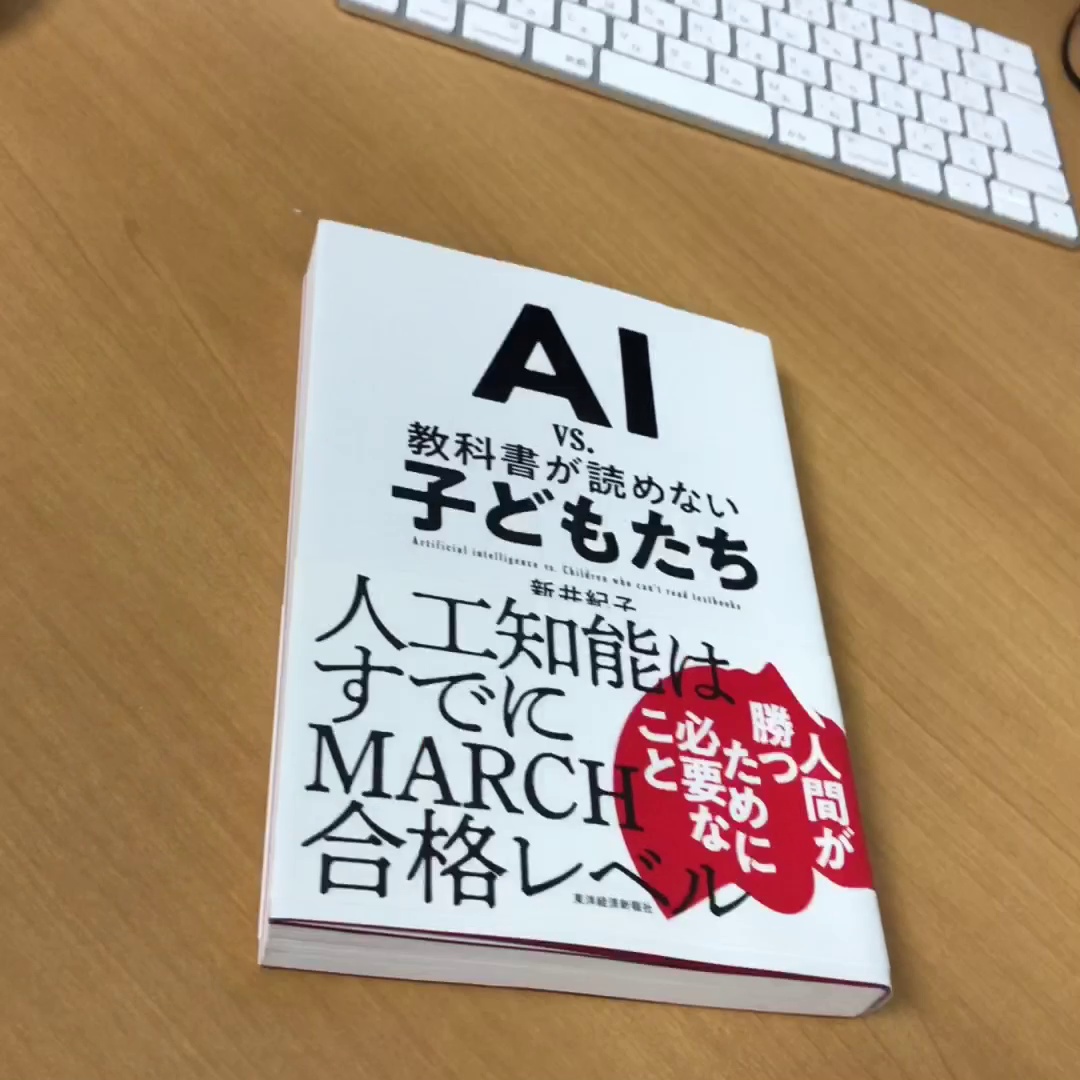 AI
vs.
教科書が読めない
子どもたち
Artificial intelligence vs. Children who can't read textbooks
新井紀子
人工知能は
すでに
MARCH
合格レベル
人間が
勝つ
ために
必要な
こと
東洋経済新報社